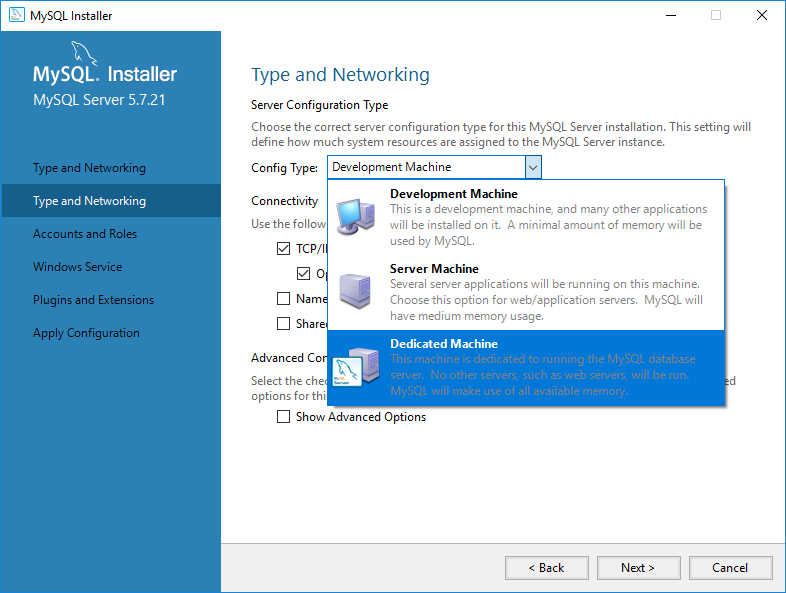 MySQL Installer
MySQL. Installer
MySQL Server 5.7.21
Type and Networking
Type and Networking
Accounts and Roles
Windows Service
Plugins and Extensions
Apply Configuration
Type and Networking
Server Configuration Type
Choose the correct server configuration type for this MySQL Server installation. This setting will
define how much system resources are assigned to the MySQL Server instance.
Config Type: Development Machine
Connectivity
Use the follow
TCP/I
Op
Name
Share
Advanced Con
Select the che
ed
options for thi
Show Advanced Options
Development Machine
This is a development machine, and many other applications
will be installed on it. A minimal amount of memory will be
used by MySQL.
Server Machine
Several server applications will be running on this machine.
Choose this option for web/application servers. MySQL will
have medium memory usage.
Dedicated Machine
This machine is dedicated to running the MySQL database
server. No other servers, such as web servers, will be run.
MySQL will make use of all available memory.
MySQL
Server
< Back
Next >
Cancel